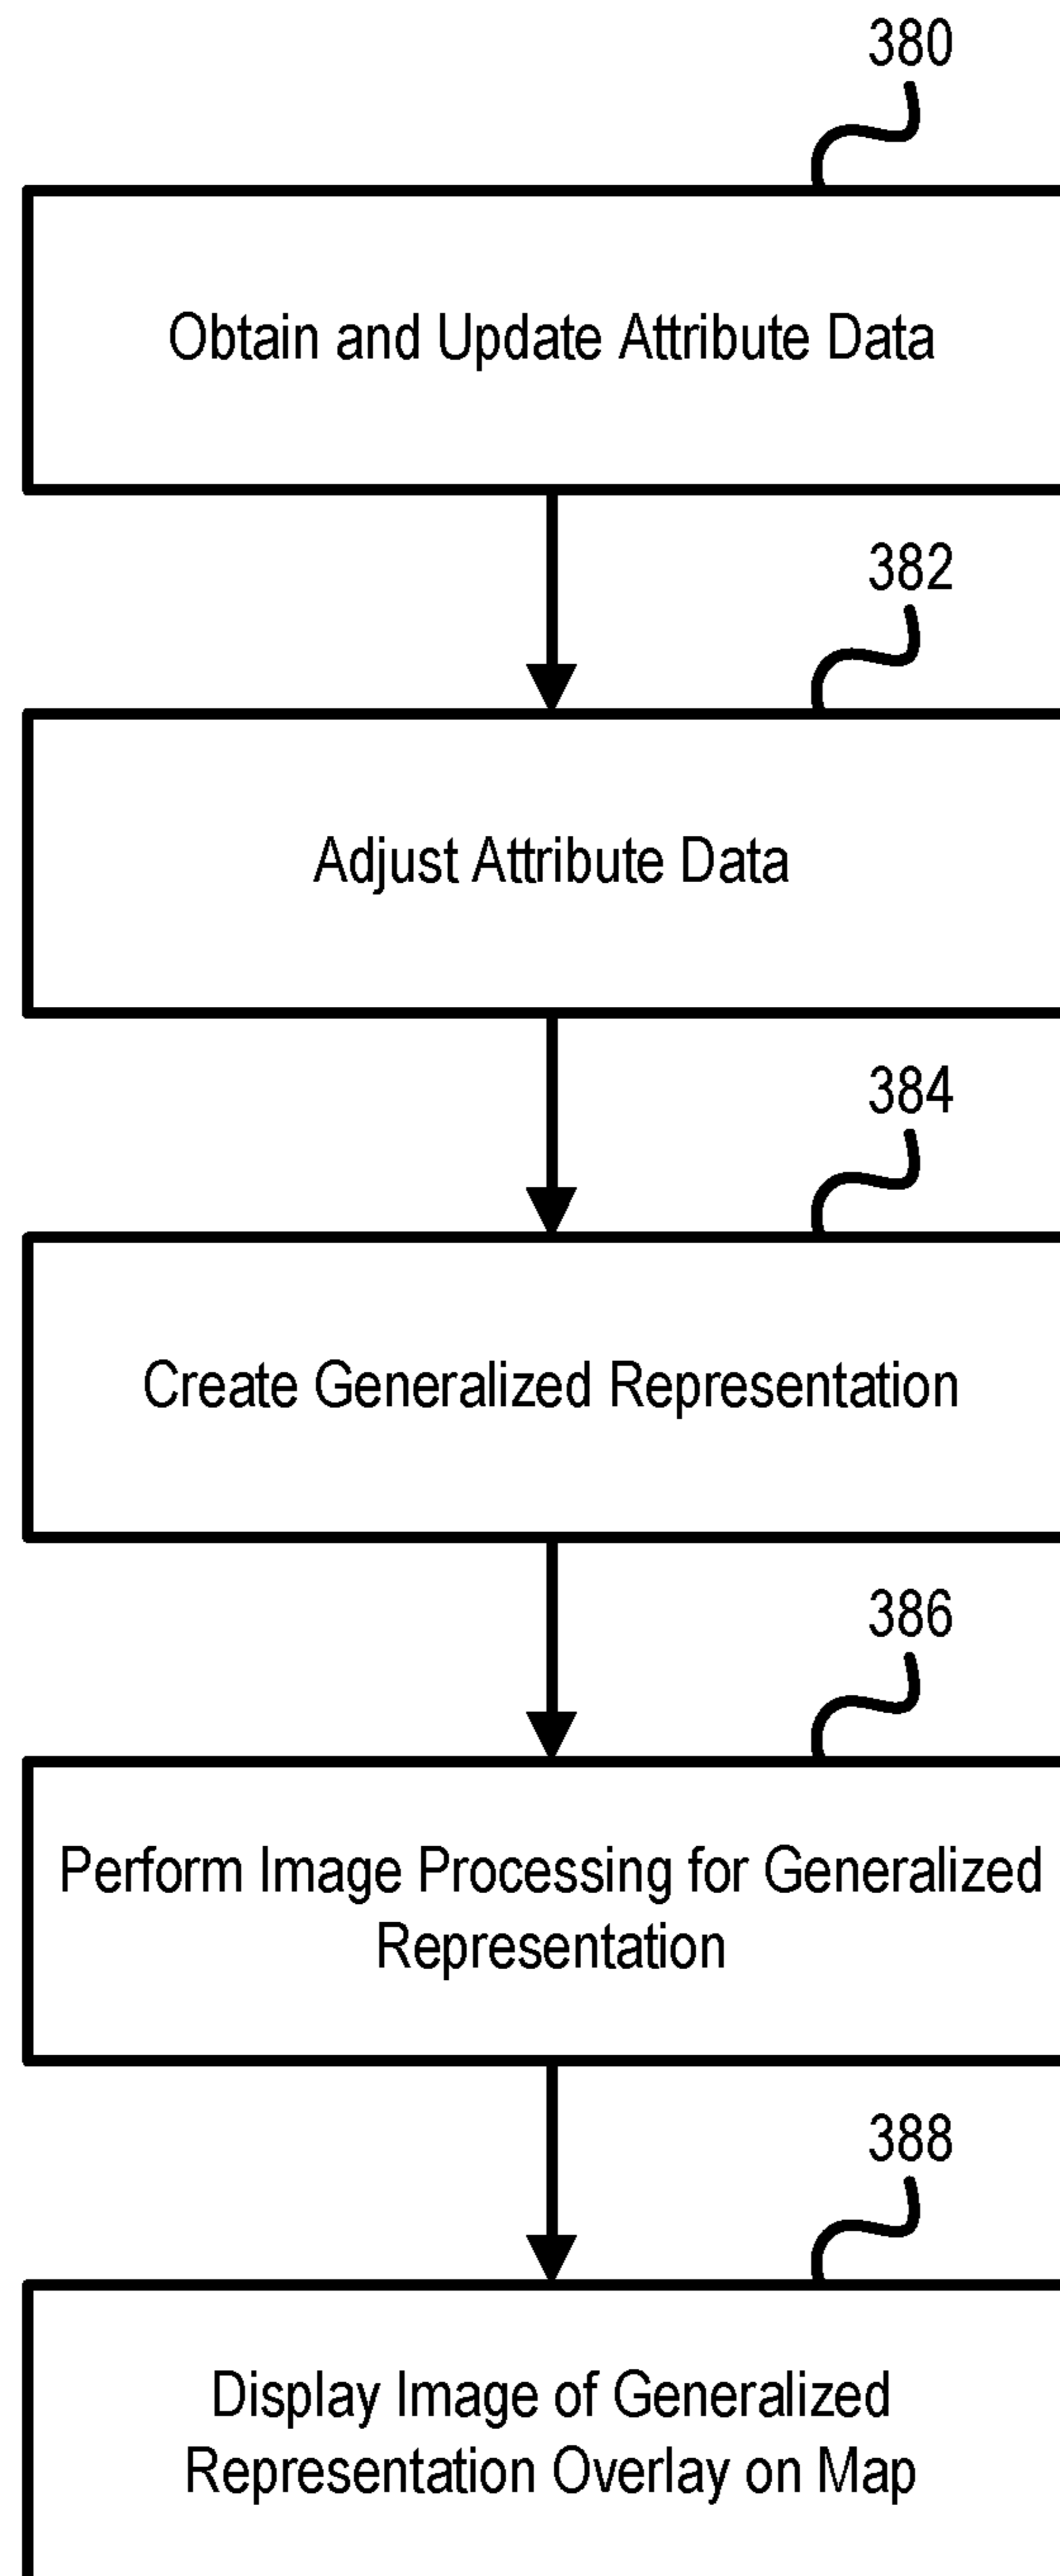 380
Obtain and Update Attribute Data
382
Adjust Attribute Data
384
Create Generalized Representation
386
Perform Image Processing for Generalized
Representation
388
Display Image of Generalized
Representation Overlay on Map